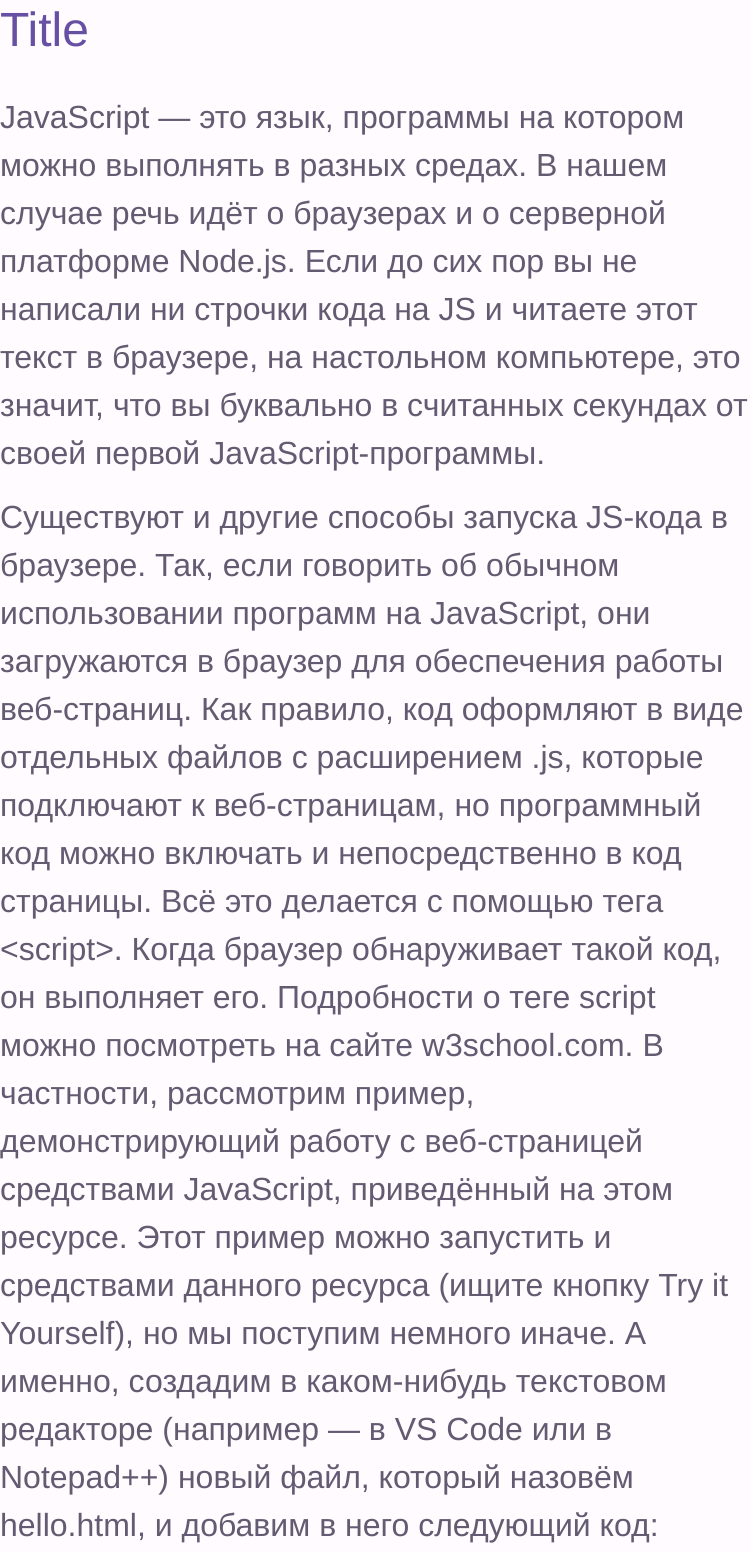 Title
JavaScript — это язык, программы на котором
можно выполнять в разных средах. В нашем
случае речь идёт о браузерах и о серверной
платформе Node.js. Если до сих пор вы не
написали ни строчки кода на JS и читаете этот
текст в браузере, на настольном компьютере, это
значит, что вы буквально в считанных секундах от
своей первой JavaScript-программы.
Существуют и другие способы запуска JS-кода в
браузере. Так, если говорить об обычном
использовании программ на JavaScript, они
загружаются в браузер для обеспечения работы
веб-страниц. Как правило, код оформляют в виде
отдельных файлов с расширением .js, которые
подключают к веб-страницам, но программный
код можно включать и непосредственно в код
страницы. Всё это делается с помощью тега
<script>. Когда браузер обнаруживает такой код,
он выполняет его. Подробности о теге script
можно посмотреть на сайте w3school.com. В
частности, рассмотрим пример,
демонстрирующий работу с веб-страницей
средствами JavaScript, приведённый на этом
ресурсе. Этот пример можно запустить и
средствами данного ресурса (ищите кнопку Try it
Yourself), но мы поступим немного иначе. А
именно, создадим в каком-нибудь текстовом
редакторе (например — в VS Code или в
Notepad++) новый файл, который назовём
hello.html, и добавим в него следующий код: